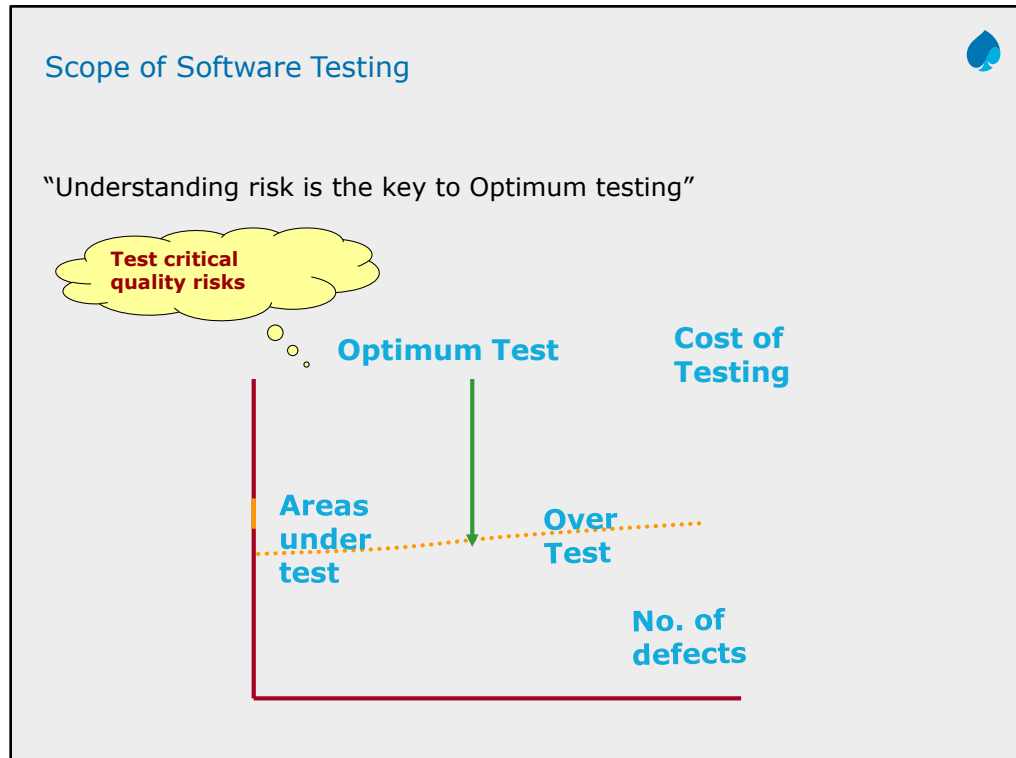 Scope of Software Testing
“Understanding risk is the key to Optimum testing”
Test critical
quality risks
Optimum Test
Cost of
Testing
Areas
under
test
Over
Test
No. of
defects